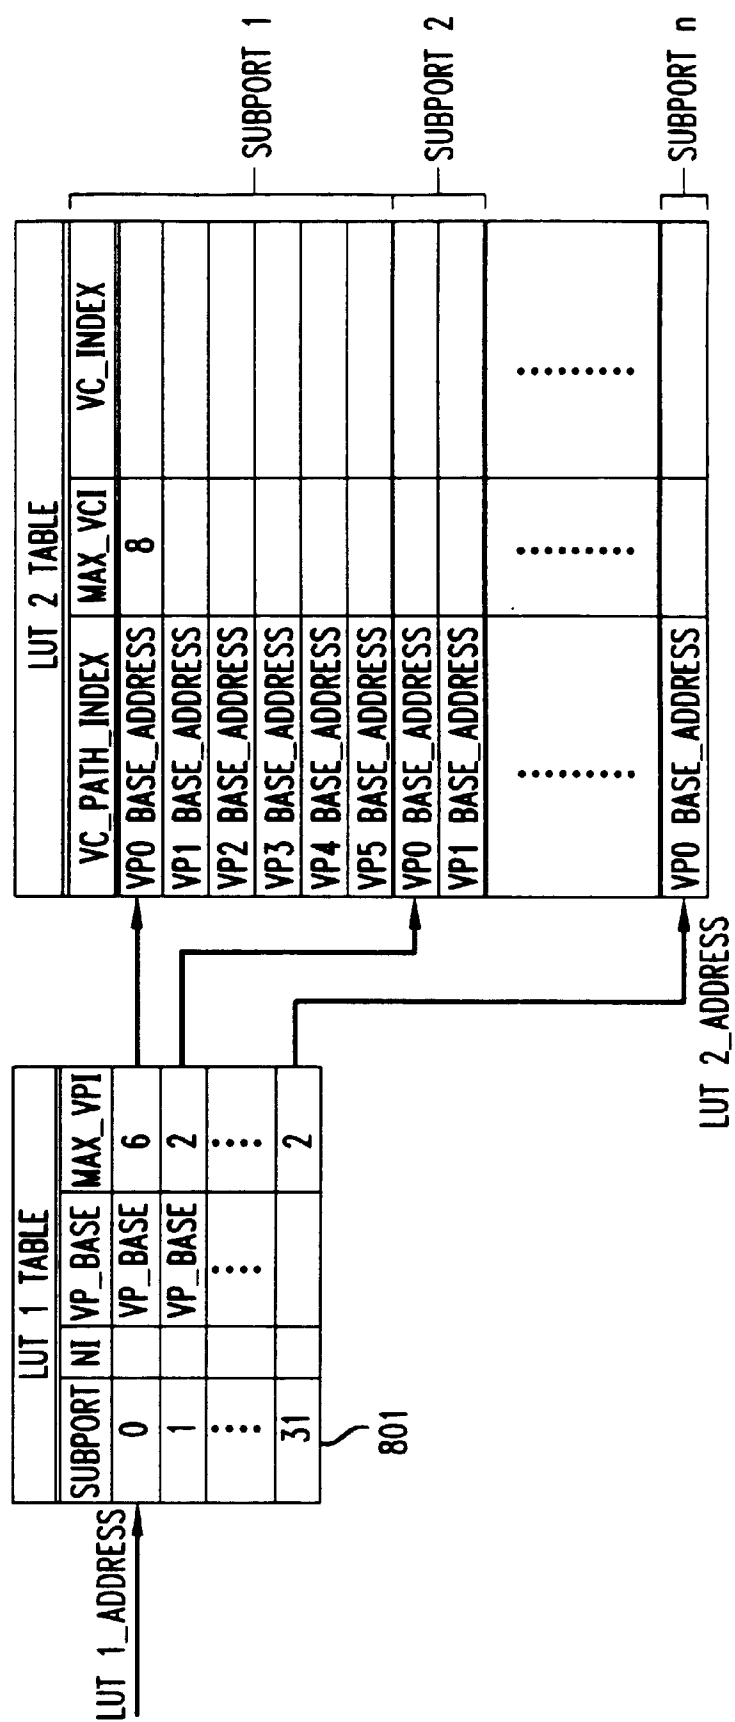 LUT 1_ADDRESS
LUT 1 TABLE
SUBPORT NI VP_BASE MAX_VPI
0 VP_BASE 6
1 VP_BASE 2
.... .... ....
31 2
801
LUT 2_ADDRESS
LUT 2 TABLE
VC_PATH_INDEX MAX_VCI VC_INDEX
VP0 BASE_ADDRESS 8
VP1 BASE_ADDRESS
VP2 BASE_ADDRESS
VP3 BASE_ADDRESS
VP4 BASE_ADDRESS
VP5 BASE_ADDRESS
VP0 BASE_ADDRESS
VP1 BASE_ADDRESS
......... ......... .........
VP0 BASE_ADDRESS
SUBPORT 1
SUBPORT 2
SUBPORT n